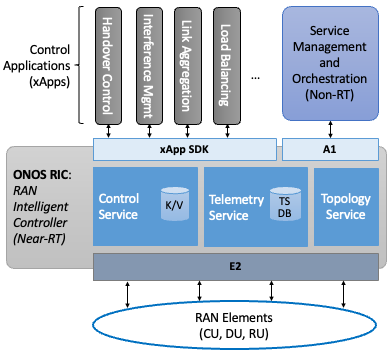 Control
Applications
(xApps)
Handover Control
Interference Mgmt
Link Aggregation
Load Balancing
...
Service
Management
and
Orchestration
(Non-RT)
xApp SDK
A1
ONOS RIC:
RAN
Intelligent
Controller
(Near-RT)
Control
Service
K/V
Telemetry
Service
TS
DB
Topology
Service
E2
RAN Elements
(CU, DU, RU)